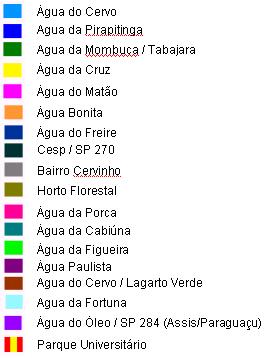 Água do Cervo
Água da Pirapitinga
Água da Mombuca / Tabajara
Água da Cruz
Água do Matão
Água Bonita
Água do Freire
Cesp / SP 270
Bairro Cervinho
Horto Florestal
Água da Porca
Água da Cabiúna
Água da Figueira
Água Paulista
Água do Cervo / Lagarto Verde
Água da Fortuna
Água do Óleo / SP 284 (Assis/Paraguaçu)
Parque Universitário